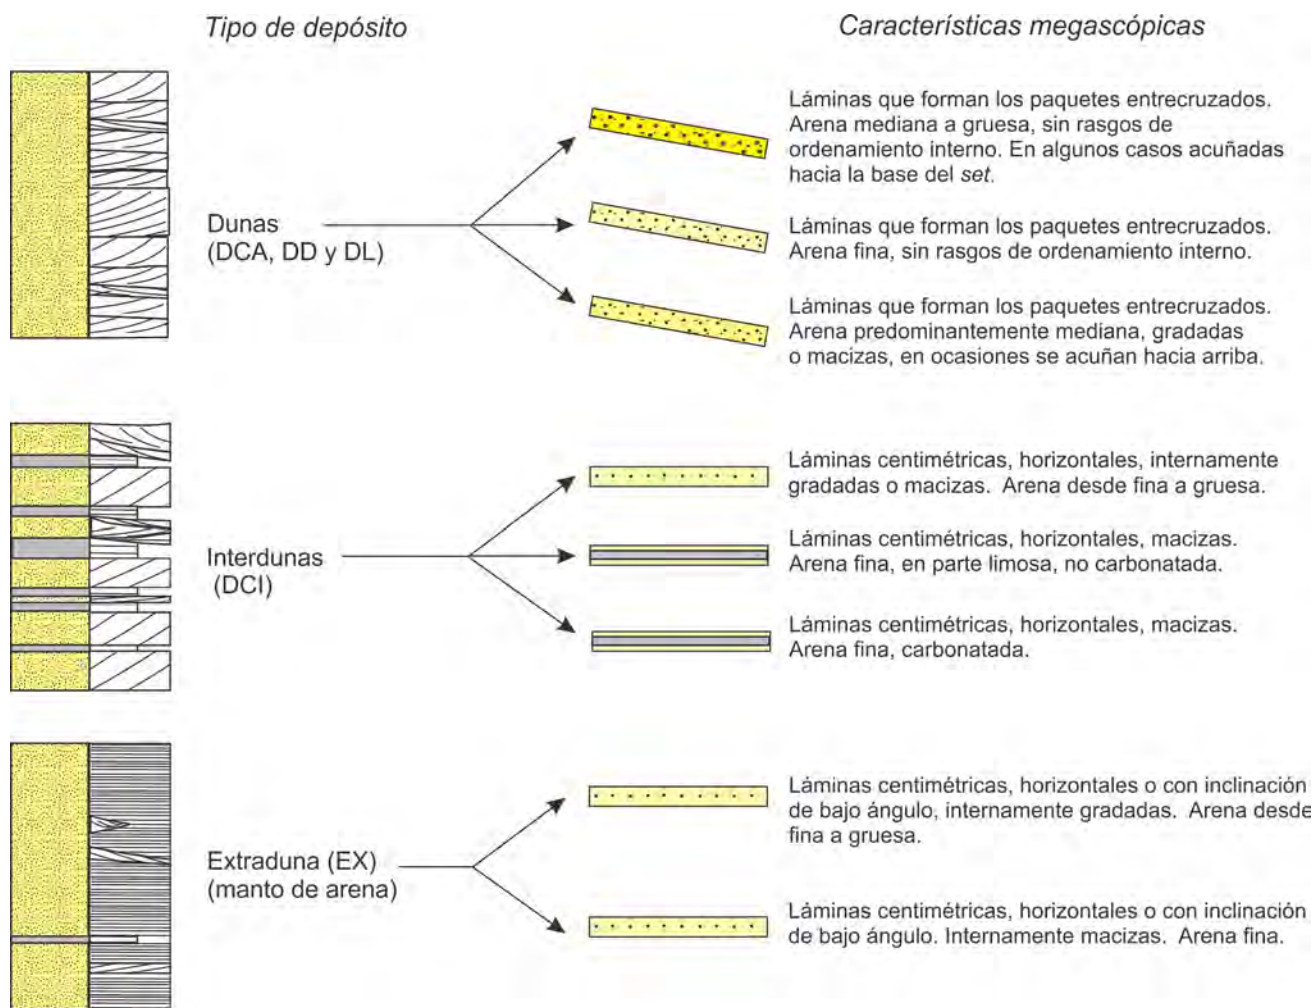 Tipo de depósito
Características megascópicas
Dunas
(DCA, DD y DL)
Láminas que forman los paquetes entrecruzados.
Arena mediana a gruesa, sin rasgos de
ordenamiento interno. En algunos casos acuñadas
hacia la base del set.
Láminas que forman los paquetes entrecruzados.
Arena fina, sin rasgos de ordenamiento interno.
Láminas que forman los paquetes entrecruzados.
Arena predominantemente mediana, gradadas
o macizas, en ocasiones se acuñan hacia arriba.
Interdunas
(DCI)
Láminas centimétricas, horizontales, internamente
gradadas o macizas. Arena desde fina a gruesa.
Láminas centimétricas, horizontales, macizas.
Arena fina, en parte limosa, no carbonatada.
Láminas centimétricas, horizontales, macizas.
Arena fina, carbonatada.
Extraduna (EX)
(manto de arena)
Láminas centimétricas, horizontales o con inclinación
de bajo ángulo, internamente gradadas. Arena desde
fina a gruesa.
Láminas centimétricas, horizontales o con inclinación
de bajo ángulo. Internamente macizas. Arena fina.